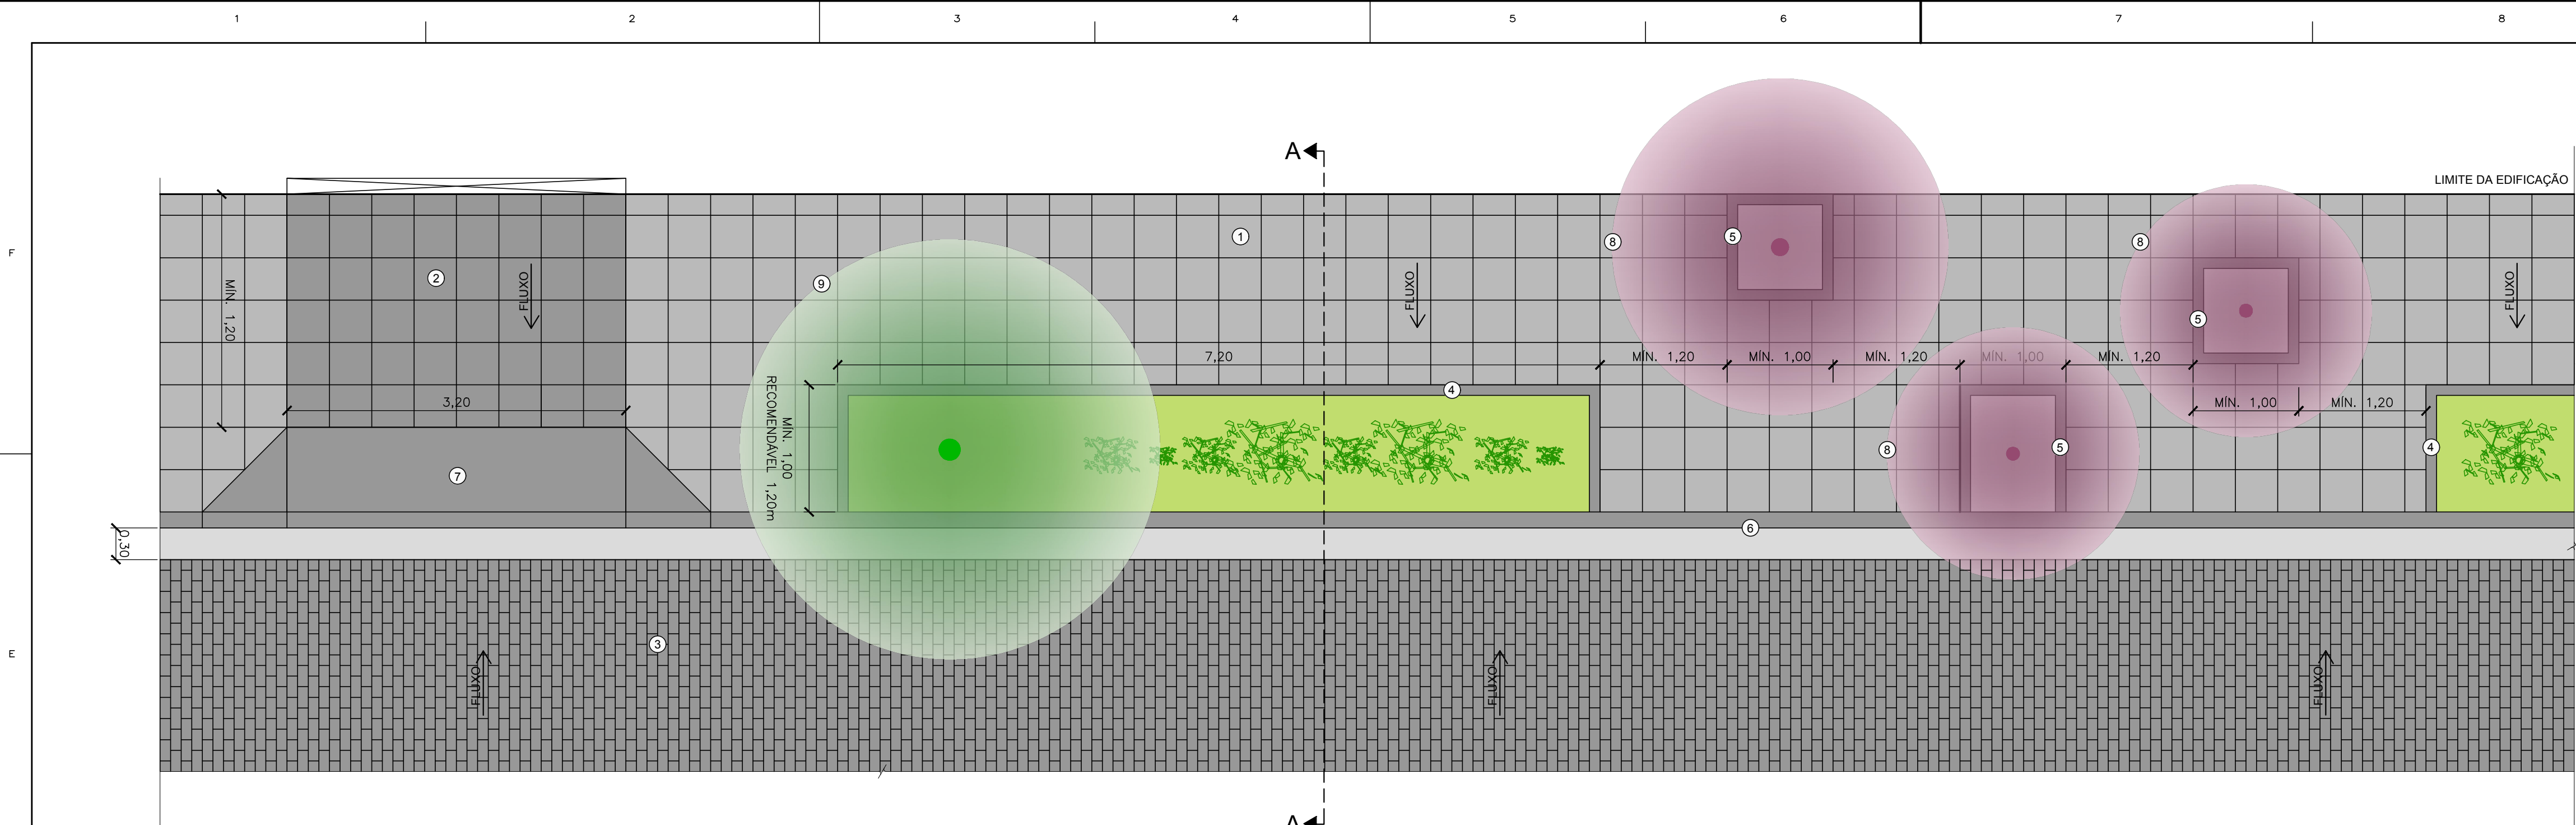 1 2 3 4 5 6 7 8
A
LIMITE DA EDIFICAÇÃO
F
1
5
8
8
2
9
MÍN. 1,20
FLUXO
FLUXO
FLUXO
5
7,20
MÍN. 1,20
MÍN. 1,00
MÍN. 1,20
MÍN. 1,00
MÍN. 1,20
3,20
4
MÍN. 1,00
MÍN. 1,20
MÍN. 1,00
RECOMENDÁVEL 1,20m
8
5
4
7
6
0,30
E
3
FLUXO
FLUXO
FLUXO
A